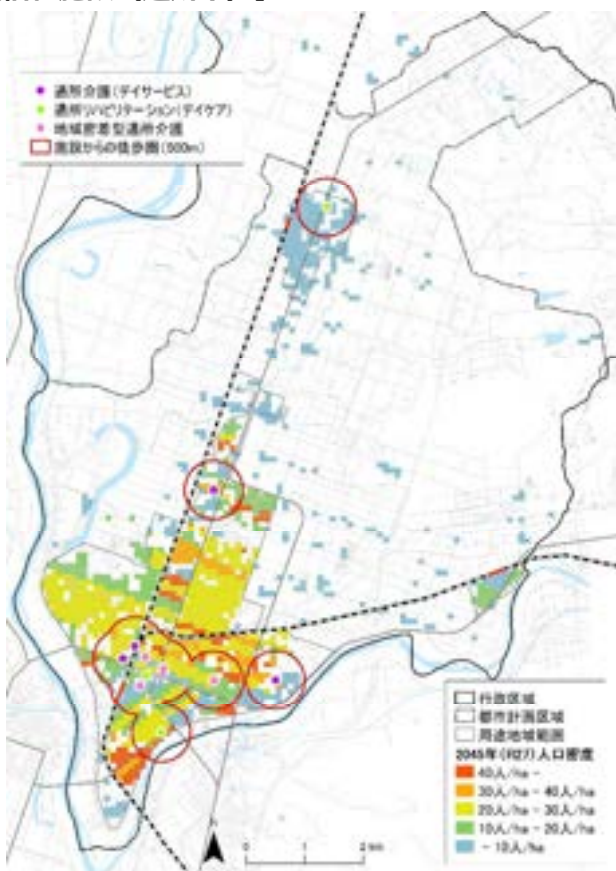 通所介護(デイサービス)
通所リハビリテーション(デイケア)
地域密着型通所介護
施設からの徒歩圏(500m)
0 1 2 km
行政区域
都市計画区域
用途地域範囲
2045年(R27)人口密度
40人/ha -
30人/ha - 40人/ha
20人/ha - 30人/ha
10人/ha - 20人/ha
- 10人/ha